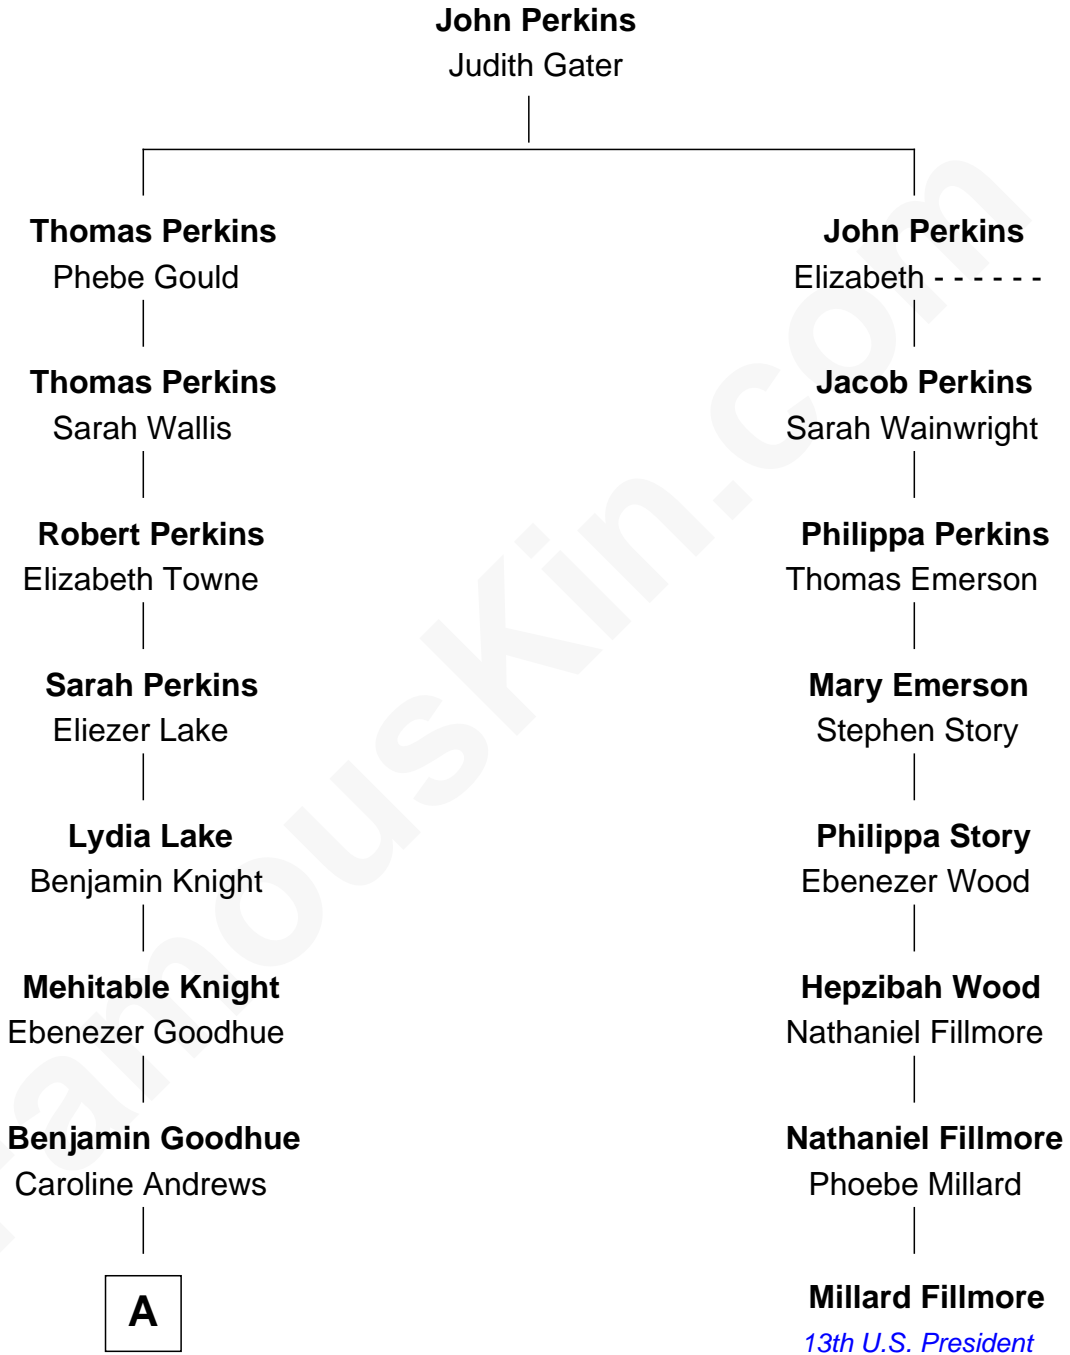 John Perkins
Judith Gater
Thomas Perkins
Phebe Gould
John Perkins
Elizabeth - - - - - -
Thomas Perkins
Sarah Wallis
Jacob Perkins
Sarah Wainwright
Robert Perkins
Elizabeth Towne
Philippa Perkins
Thomas Emerson
Sarah Perkins
Eliezer Lake
Mary Emerson
Stephen Story
Lydia Lake
Benjamin Knight
Philippa Story
Ebenezer Wood
Mehitable Knight
Ebenezer Goodhue
Hepzibah Wood
Nathaniel Fillmore
Benjamin Goodhue
Caroline Andrews
Nathaniel Fillmore
Phoebe Millard
A
Millard Fillmore
13th U.S. President
FamousKin.com